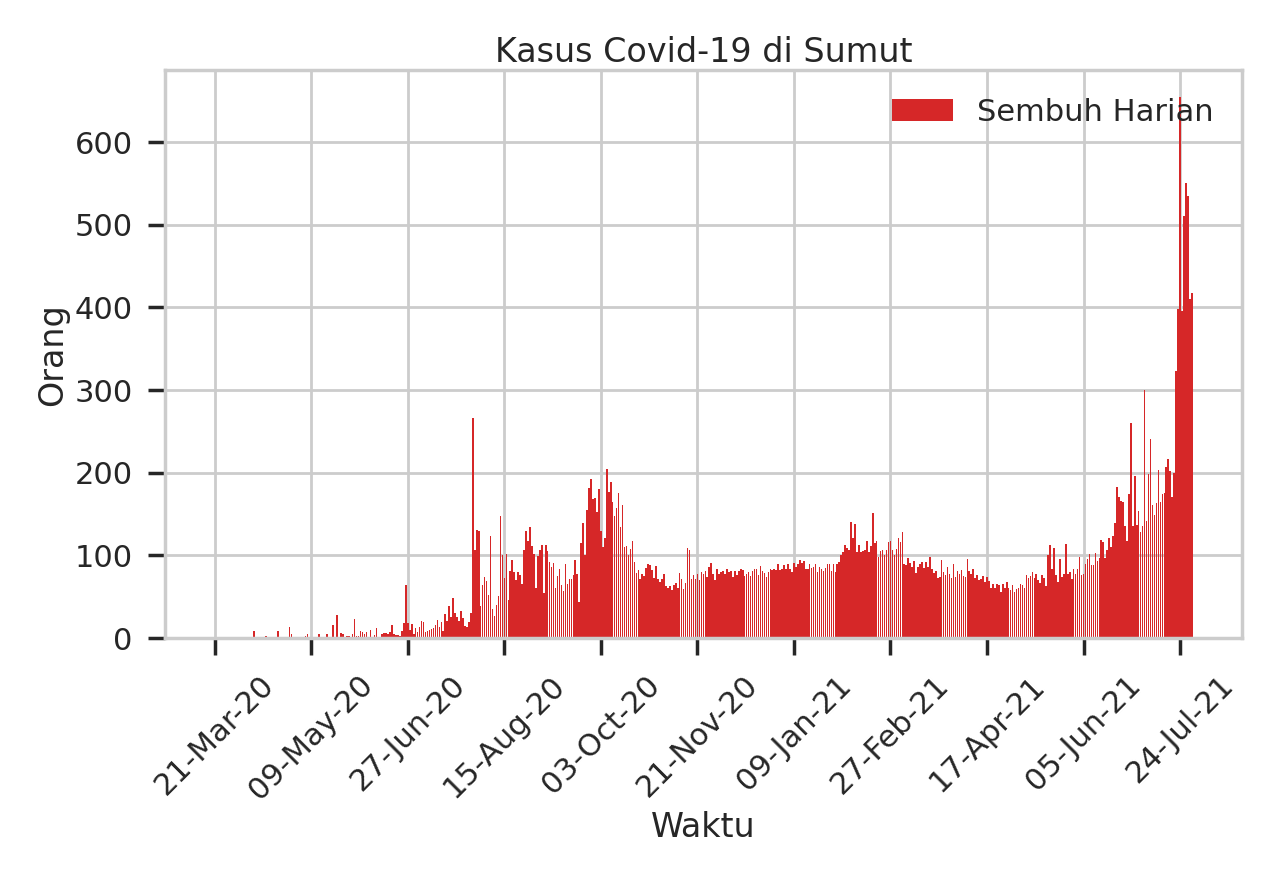 Kasus Covid-19 di Sumut
Sembuh Harian
600
500
400
300
200
100
0
Orang
21-Mar-20
09-May-20
27-Jun-20
15-Aug-20
03-Oct-20
21-Nov-20
09-Jan-21
27-Feb-21
17-Apr-21
05-Jun-21
24-Jul-21
Waktu